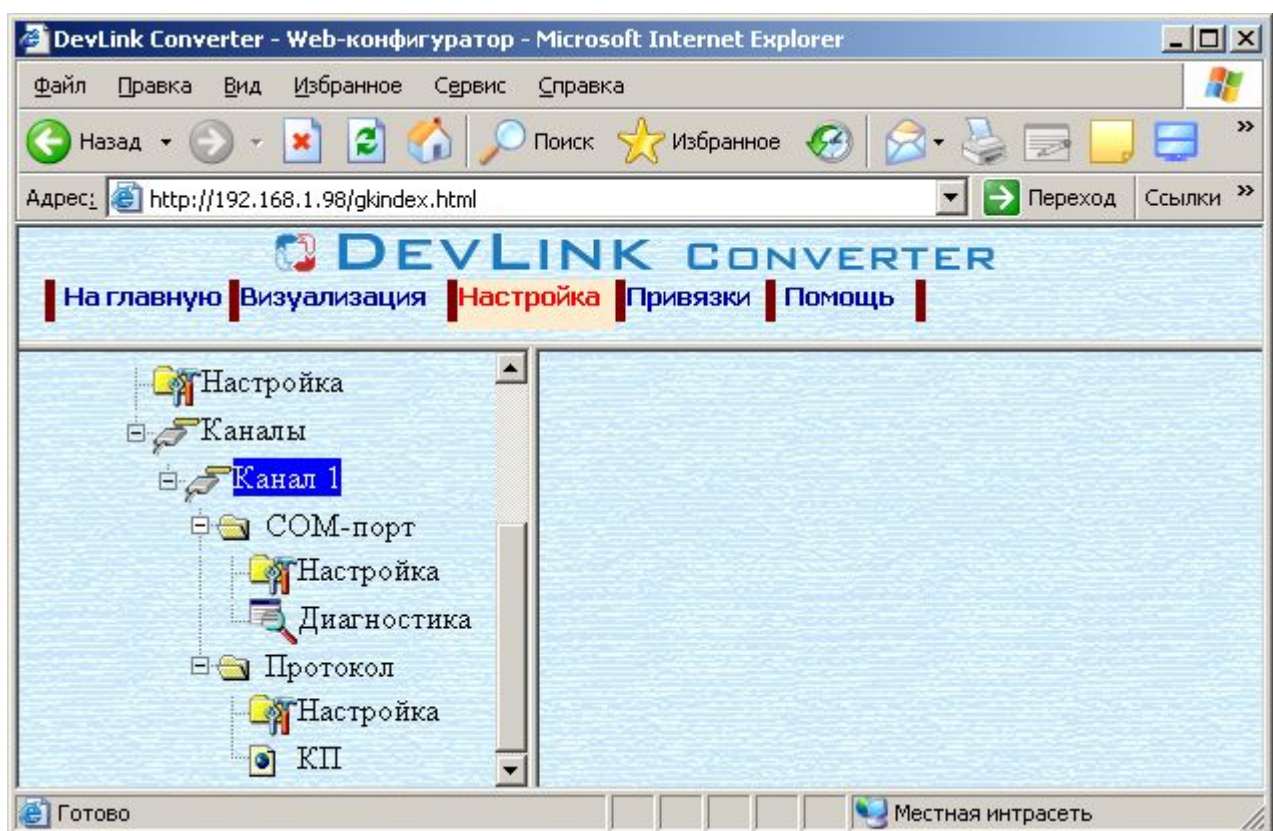 DevLink Converter - Web-конфигуратор - Microsoft Internet Explorer
Файл Правка Вид Избранное Сервис Справка
Назад Поиск Избранное »
Адрес: http://192.168.1.98/gkindex.html Переход Ссылки »
DEVLINK CONVERTER
На главную Визуализация Настройка Привязки Помощь
Настройка
Каналы
Канал 1
COM-порт
Настройка
Диагностика
Протокол
Настройка
КП
Готово Местная интрасеть